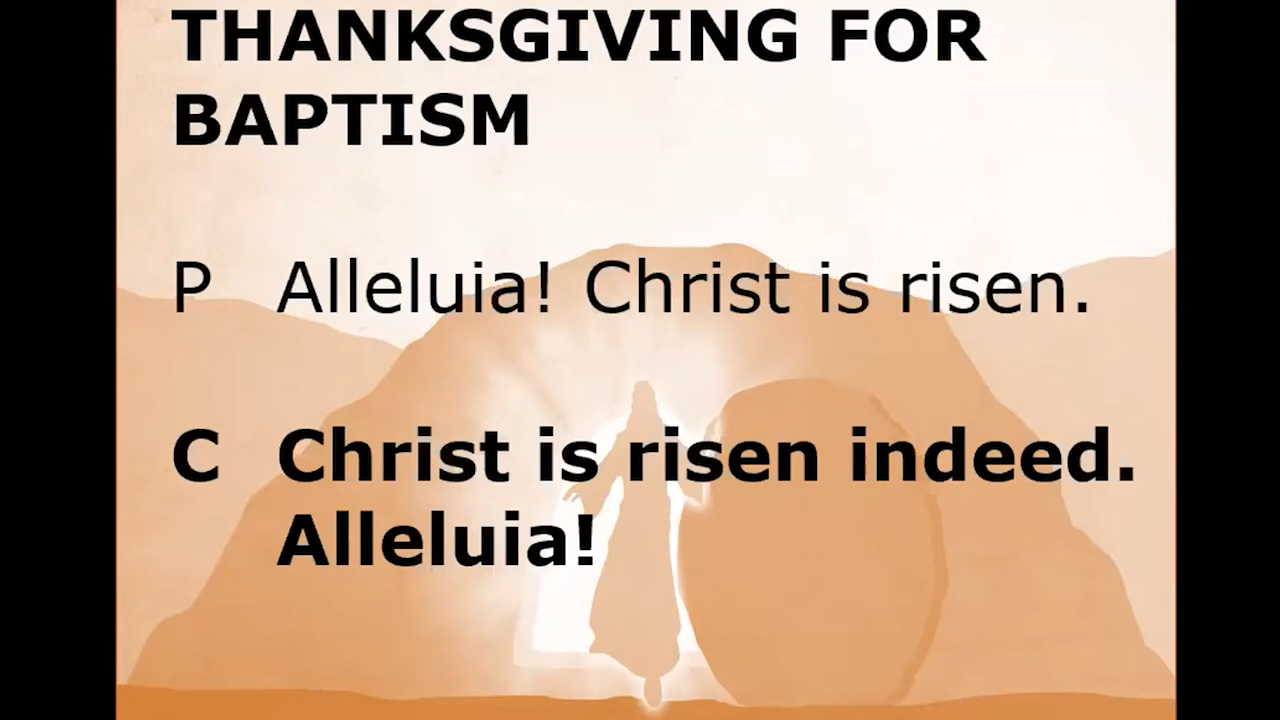 THANKSGIVING FOR
BAPTISM
P Alleluia! Christ is risen.
C Christ is risen indeed.
Alleluia!